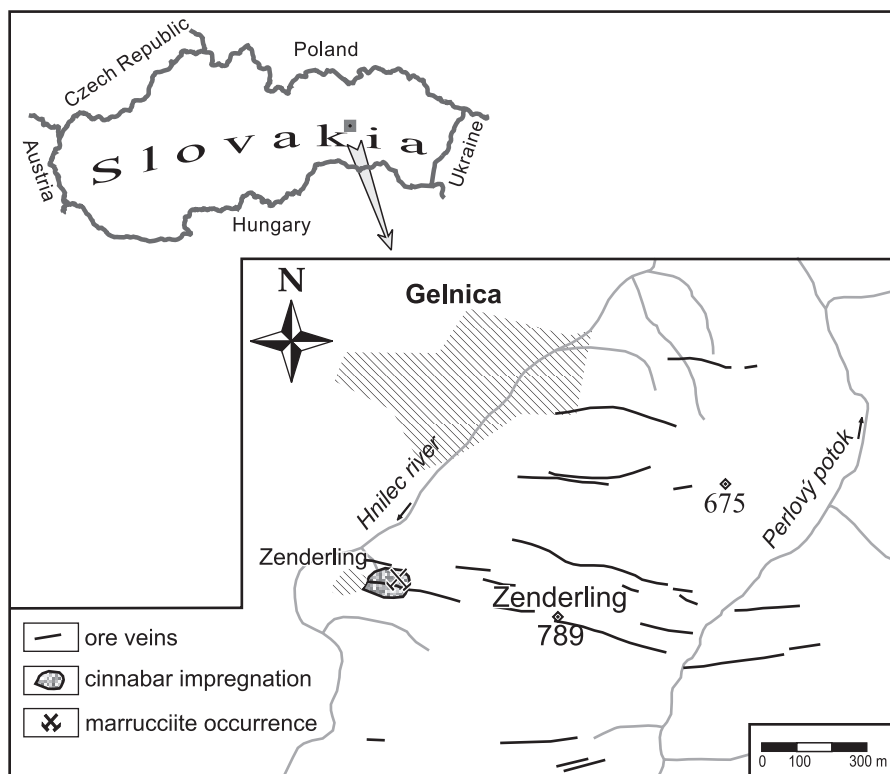 Czech Republic
Poland
Austria
Slovakia
Ukraine
Hungary
N
Gelnica
Hnilec river
Perlový potok
675
Zenderling
Zenderling
789
ore veins
cinnabar impregnation
marrucciite occurrence
0 100 300 m